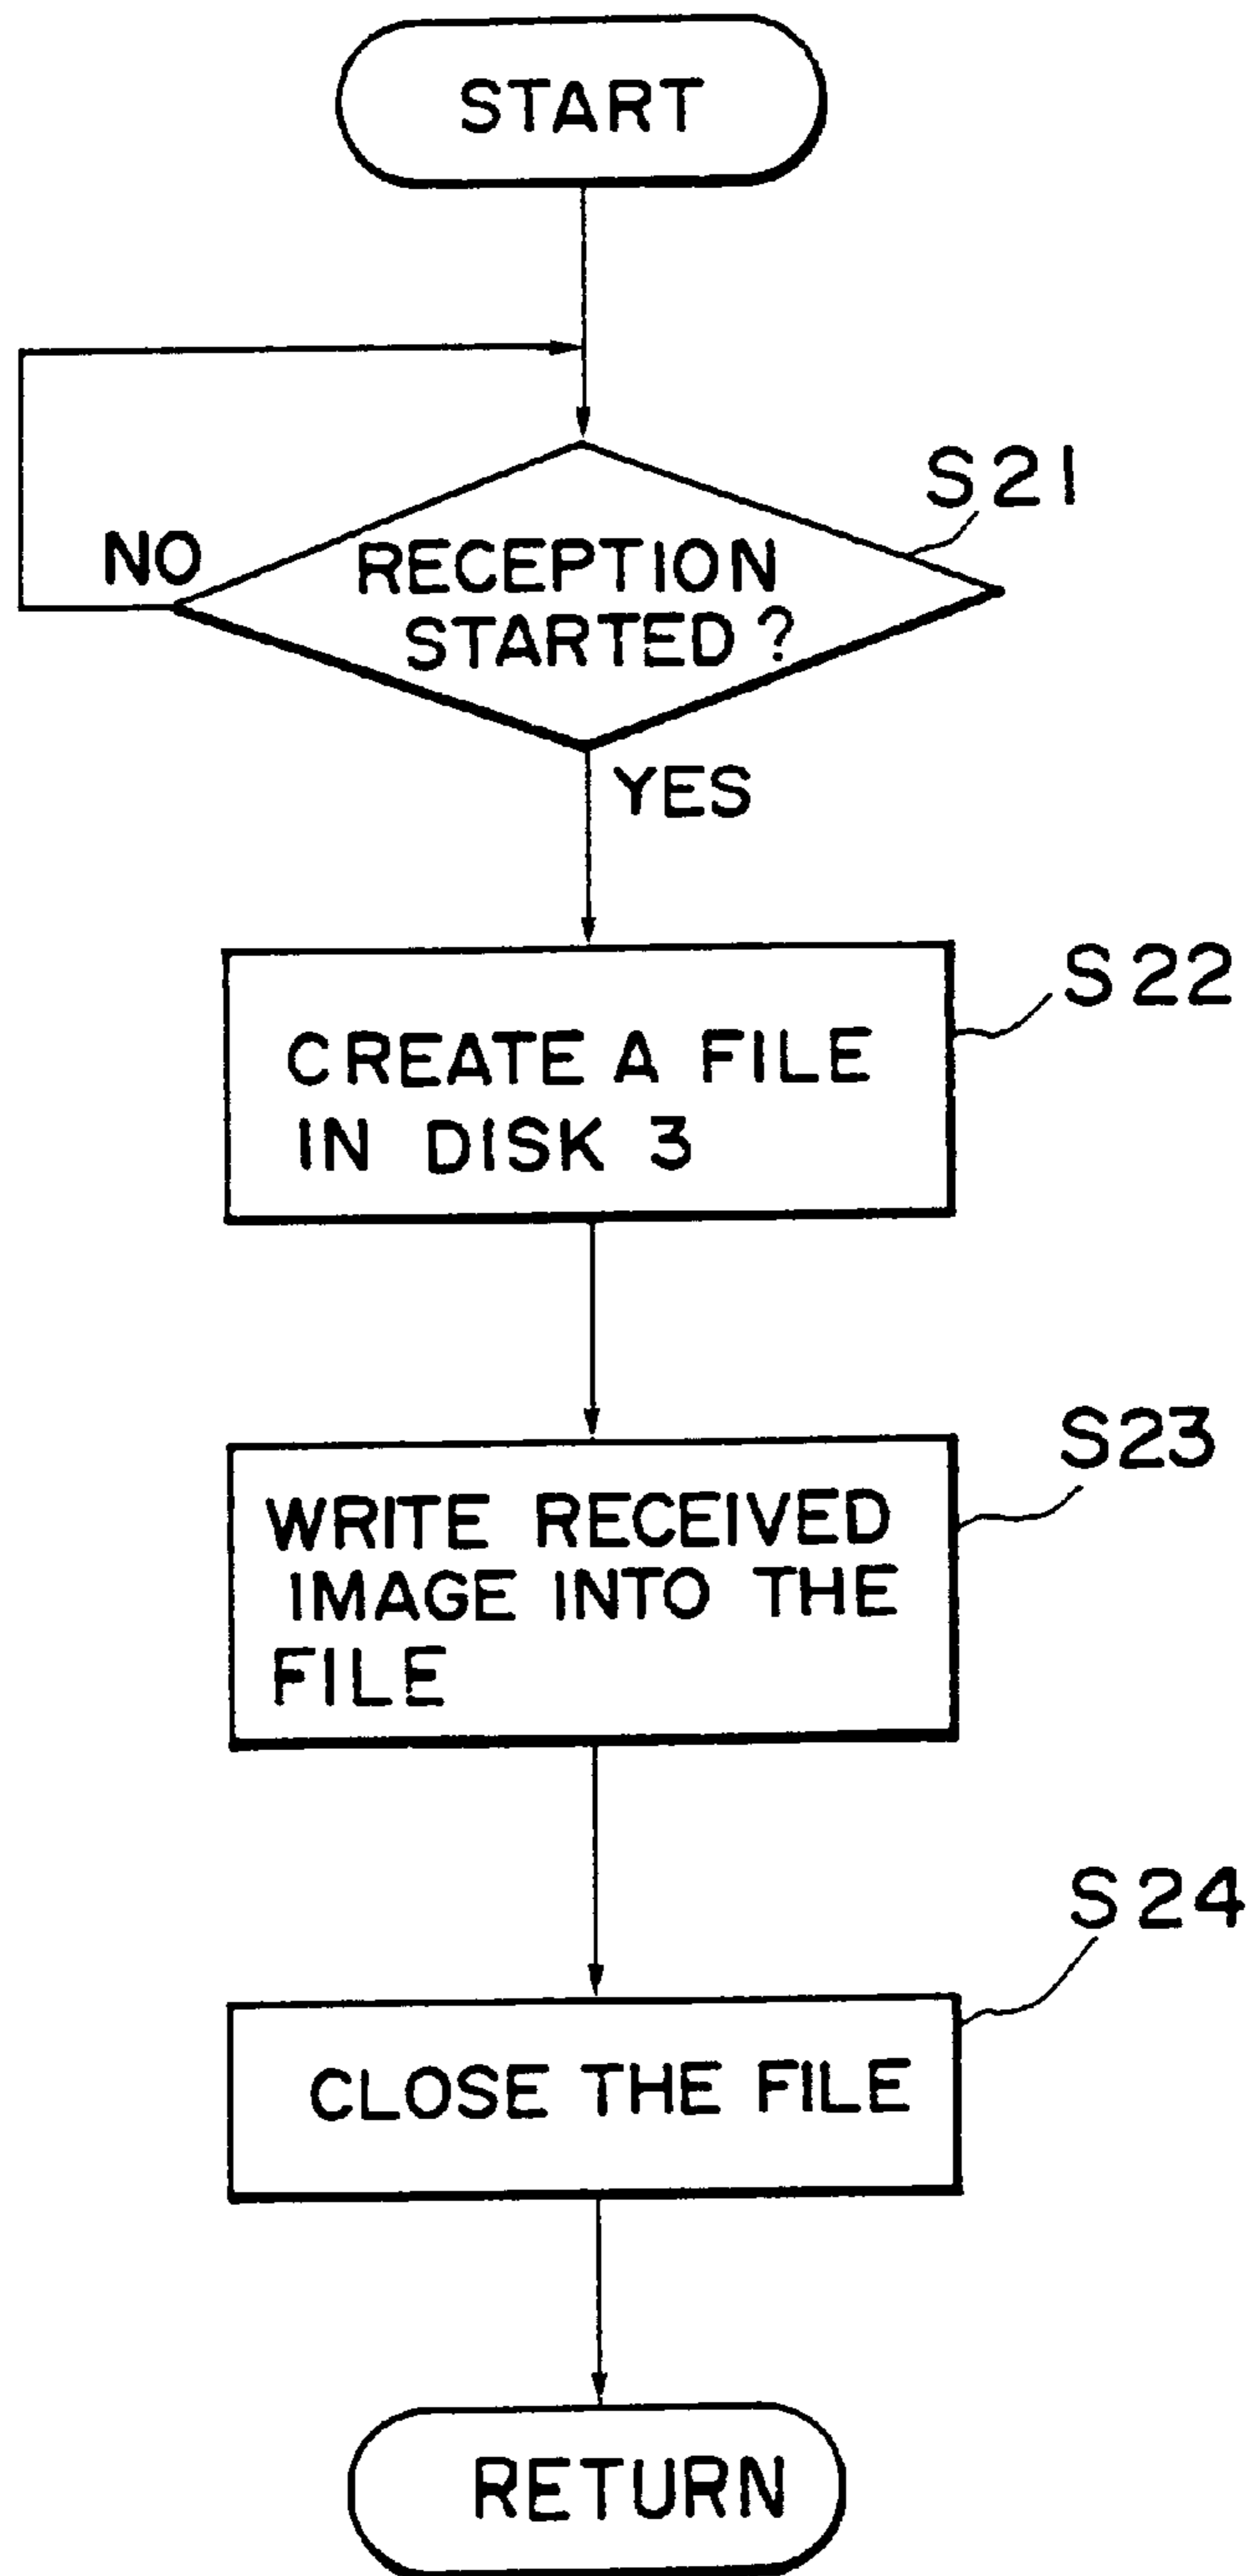 START
S21
NO
RECEPTION
STARTED?
YES
S22
CREATE A FILE
IN DISK 3
S23
WRITE RECEIVED
IMAGE INTO THE
FILE
S24
CLOSE THE FILE
RETURN